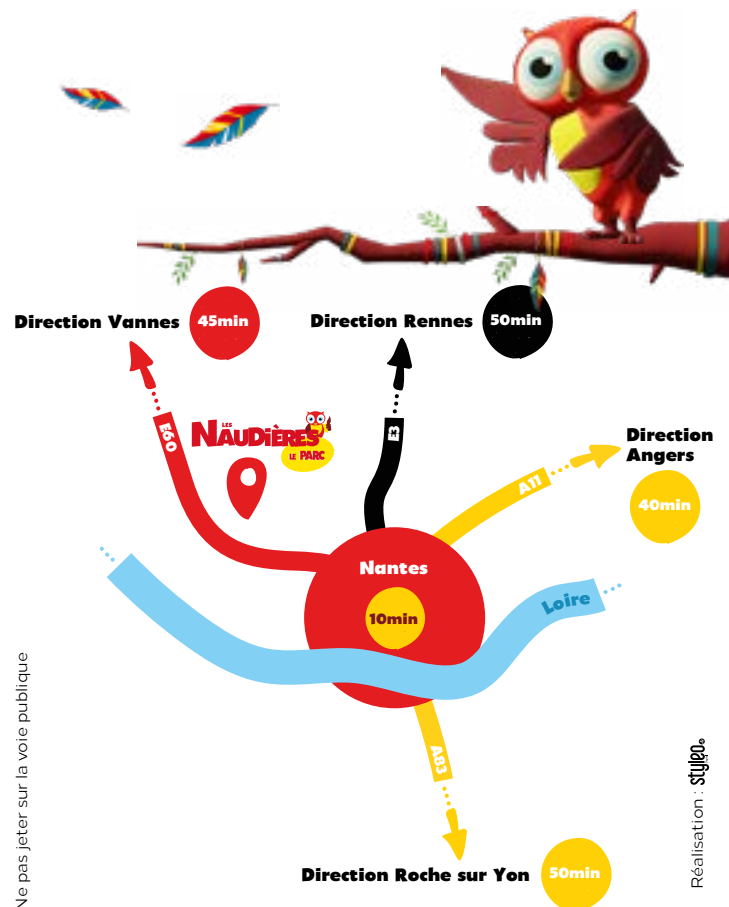 Direction Vannes
45min
Direction Rennes
50min
E60
LES
NAUDIÈRES
LE PARC
E3
Direction
Angers
40min
A11
Nantes
10min
Loire
A83
Direction Roche sur Yon
50min
Ne pas jeter sur la voie publique
Réalisation : styleo